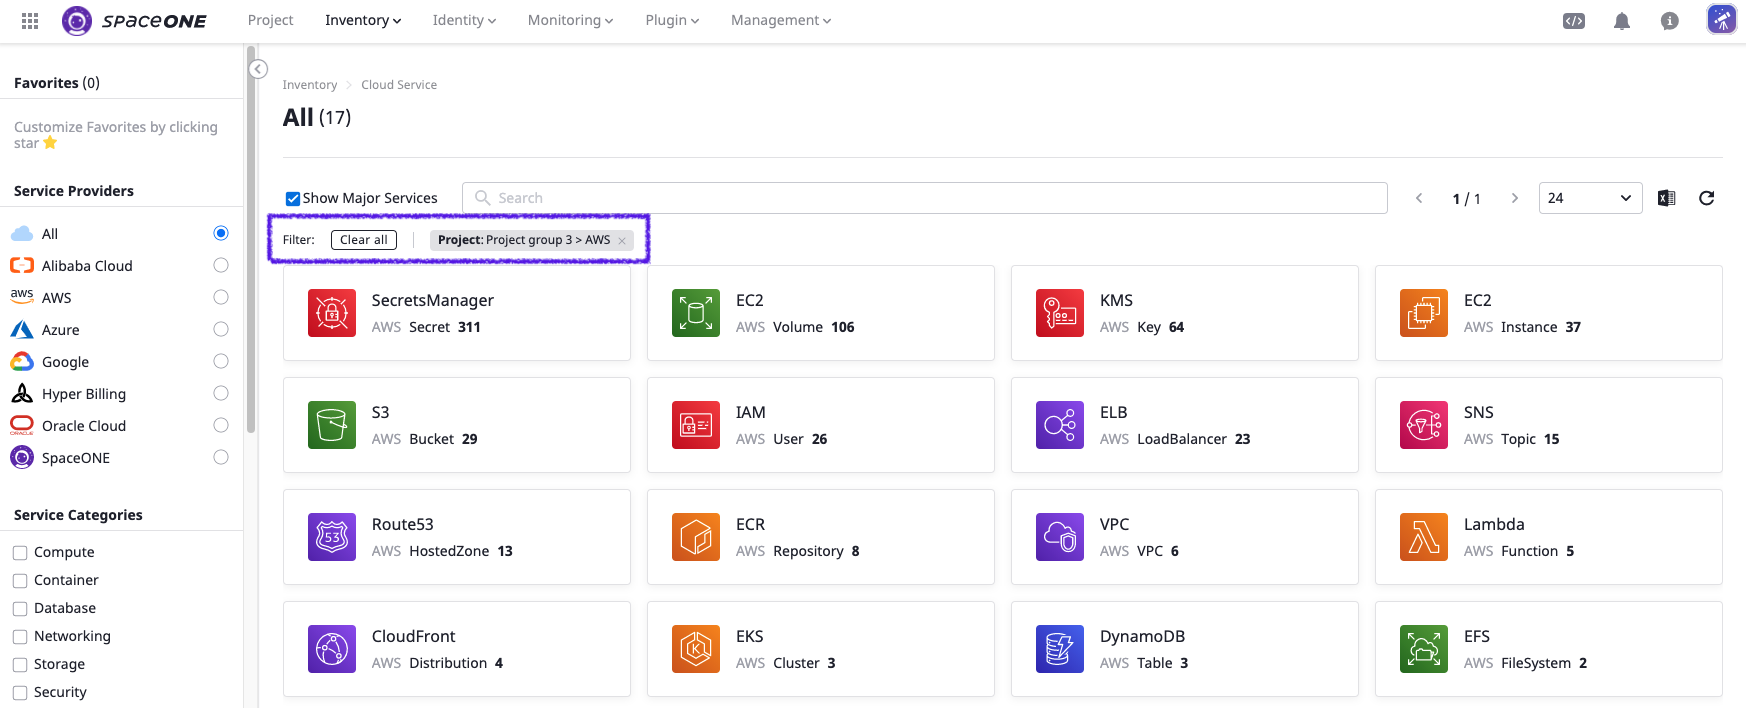 SPACEONE
Project
Inventory
Identity
Monitoring
Plugin
Management
Favorites (0)
Customize Favorites by clicking
star
Service Providers
All
Alibaba Cloud
aws AWS
Azure
Google
Hyper Billing
ORACLE Oracle Cloud
SpaceONE
Service Categories
Compute
Container
Database
Networking
Storage
Security
Inventory > Cloud Service
All (17)
Show Major Services
Search
1 / 1
24
Filter: Clear all Project: Project group 3 > AWS ×
SecretsManager
AWS Secret 311
EC2
AWS Volume 106
KMS
AWS Key 64
EC2
AWS Instance 37
S3
AWS Bucket 29
IAM
AWS User 26
ELB
AWS LoadBalancer 23
SNS
AWS Topic 15
53
Route53
AWS HostedZone 13
ECR
AWS Repository 8
VPC
AWS VPC 6
Lambda
AWS Function 5
CloudFront
AWS Distribution 4
K
EKS
AWS Cluster 3
DynamoDB
AWS Table 3
EFS
AWS FileSystem 2